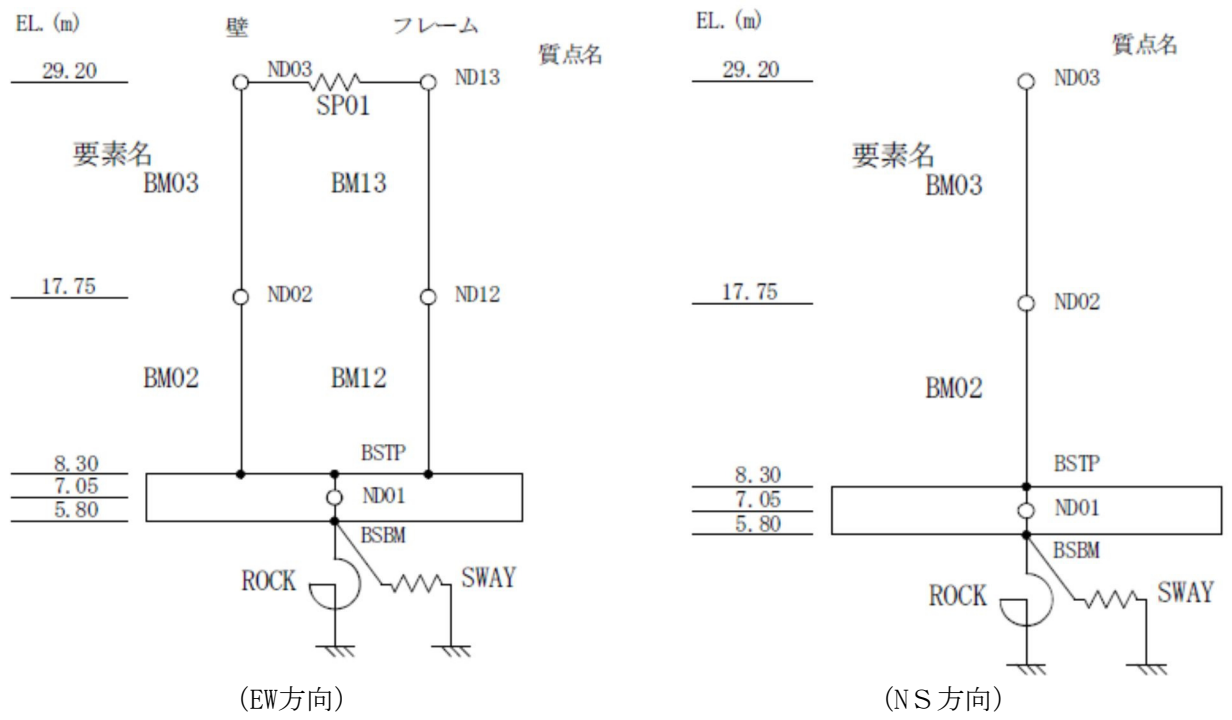 EL. (m)
壁
フレーム
質点名
29.20
ND03
ND13
SP01
要素名
BM03
BM13
17.75
ND02
ND12
BM02
BM12
BSTP
8.30
7.05
ND01
5.80
BSBM
ROCK
SWAY
(EW方向)
EL. (m)
質点名
29.20
ND03
要素名
BM03
17.75
ND02
BM02
BSTP
8.30
7.05
ND01
5.80
BSBM
ROCK
SWAY
(NＳ方向)